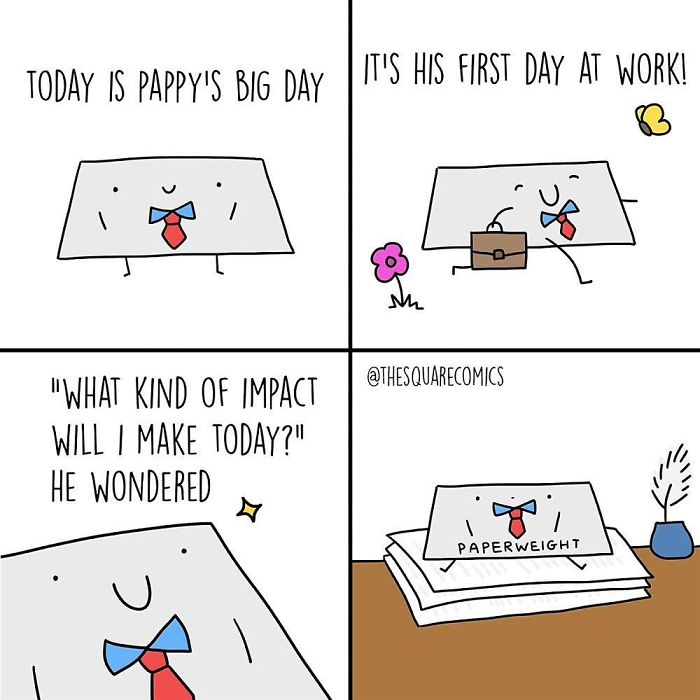 TODAY IS PAPPY'S BIG DAY
IT'S HIS FIRST DAY AT WORK!
"WHAT KIND OF IMPACT
WILL I MAKE TODAY?"
HE WONDERED
@THESQUARECOMICS
PAPERWEIGHT